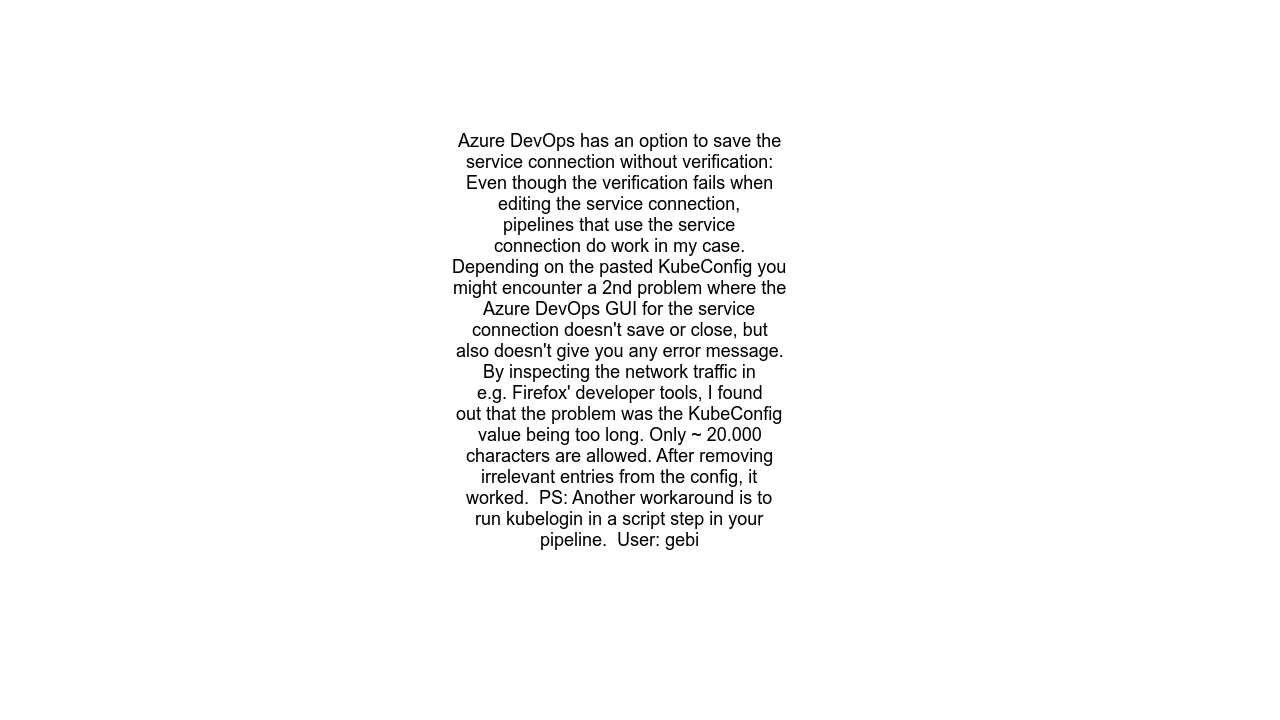 Azure DevOps has an option to save the
service connection without verification:
Even though the verification fails when
editing the service connection,
pipelines that use the service
connection do work in my case.
Depending on the pasted KubeConfig you
might encounter a 2nd problem where the
Azure DevOps GUI for the service
connection doesn't save or close, but
also doesn't give you any error message.
By inspecting the network traffic in
e.g. Firefox' developer tools, I found
out that the problem was the KubeConfig
value being too long. Only ~ 20.000
characters are allowed. After removing
irrelevant entries from the config, it
worked.  PS: Another workaround is to
run kubelogin in a script step in your
pipeline.  User: gebi